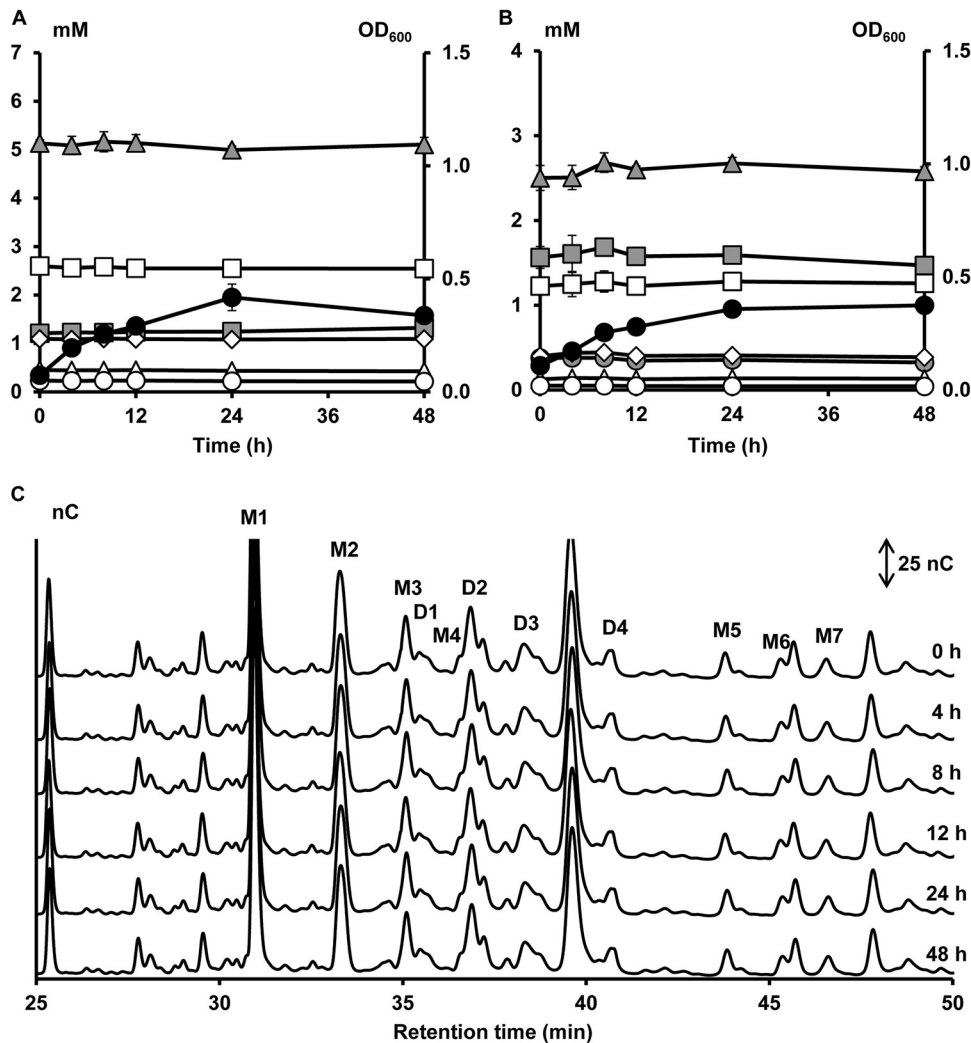 A
mM
OD600
7
6
5
4
3
2
1
0
1.5
1.0
0.5
0.0
0 12 24 36 48
Time (h)
B
mM
OD600
4
3
2
1
0
1.5
1.0
0.5
0.0
0 12 24 36 48
Time (h)
C
nC
M1
M2
M3
D1
M4
D2
D3
D4
M5
M6
M7
25 nC
0 h
4 h
8 h
12 h
24 h
48 h
25 30 35 40 45 50
Retention time (min)